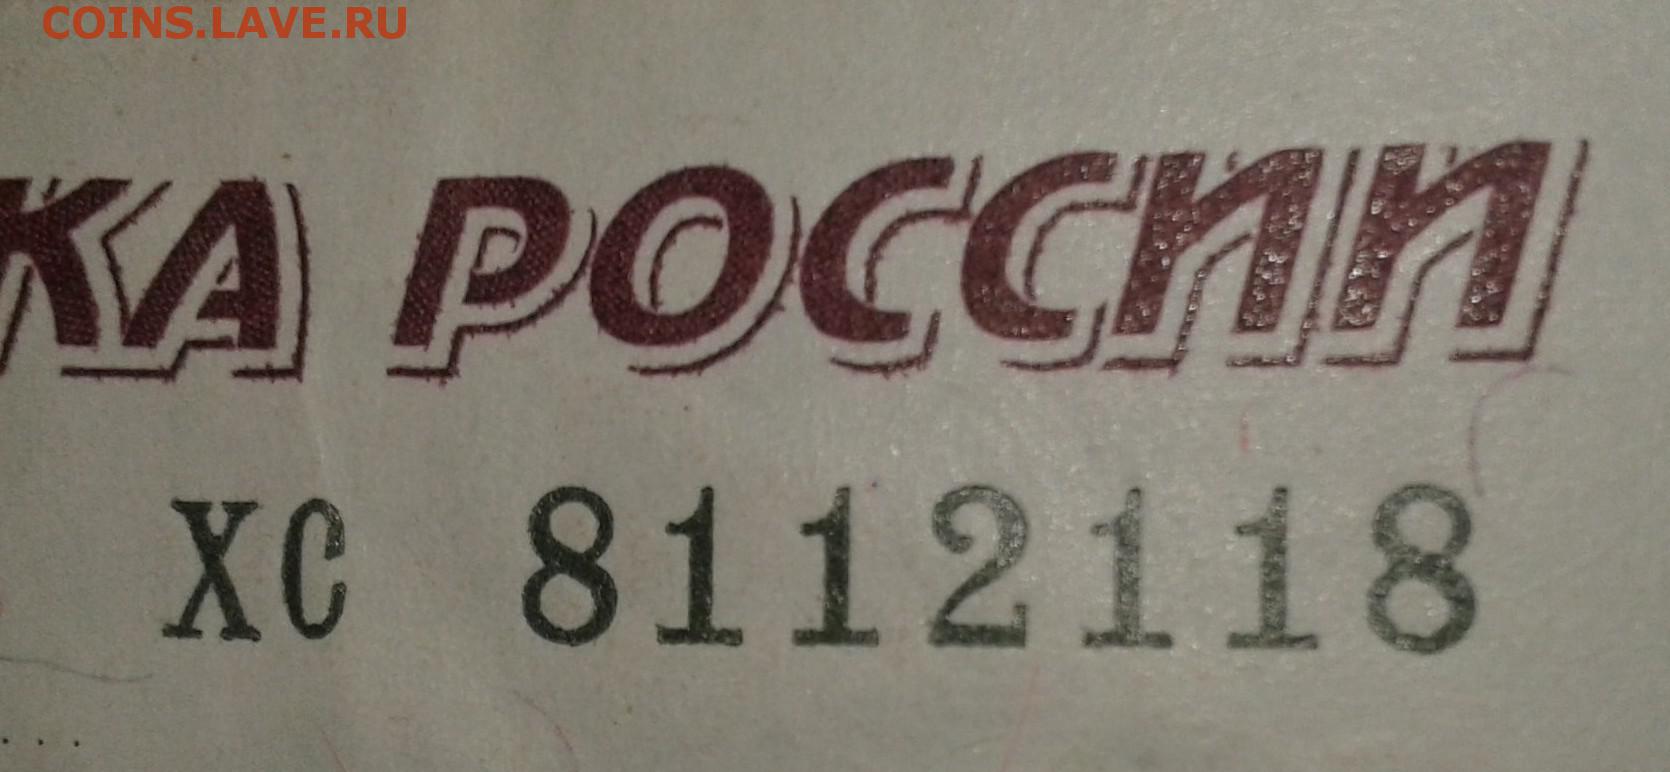 COINS.LAVE.RU
КА РОССИИ
ХС 8112118